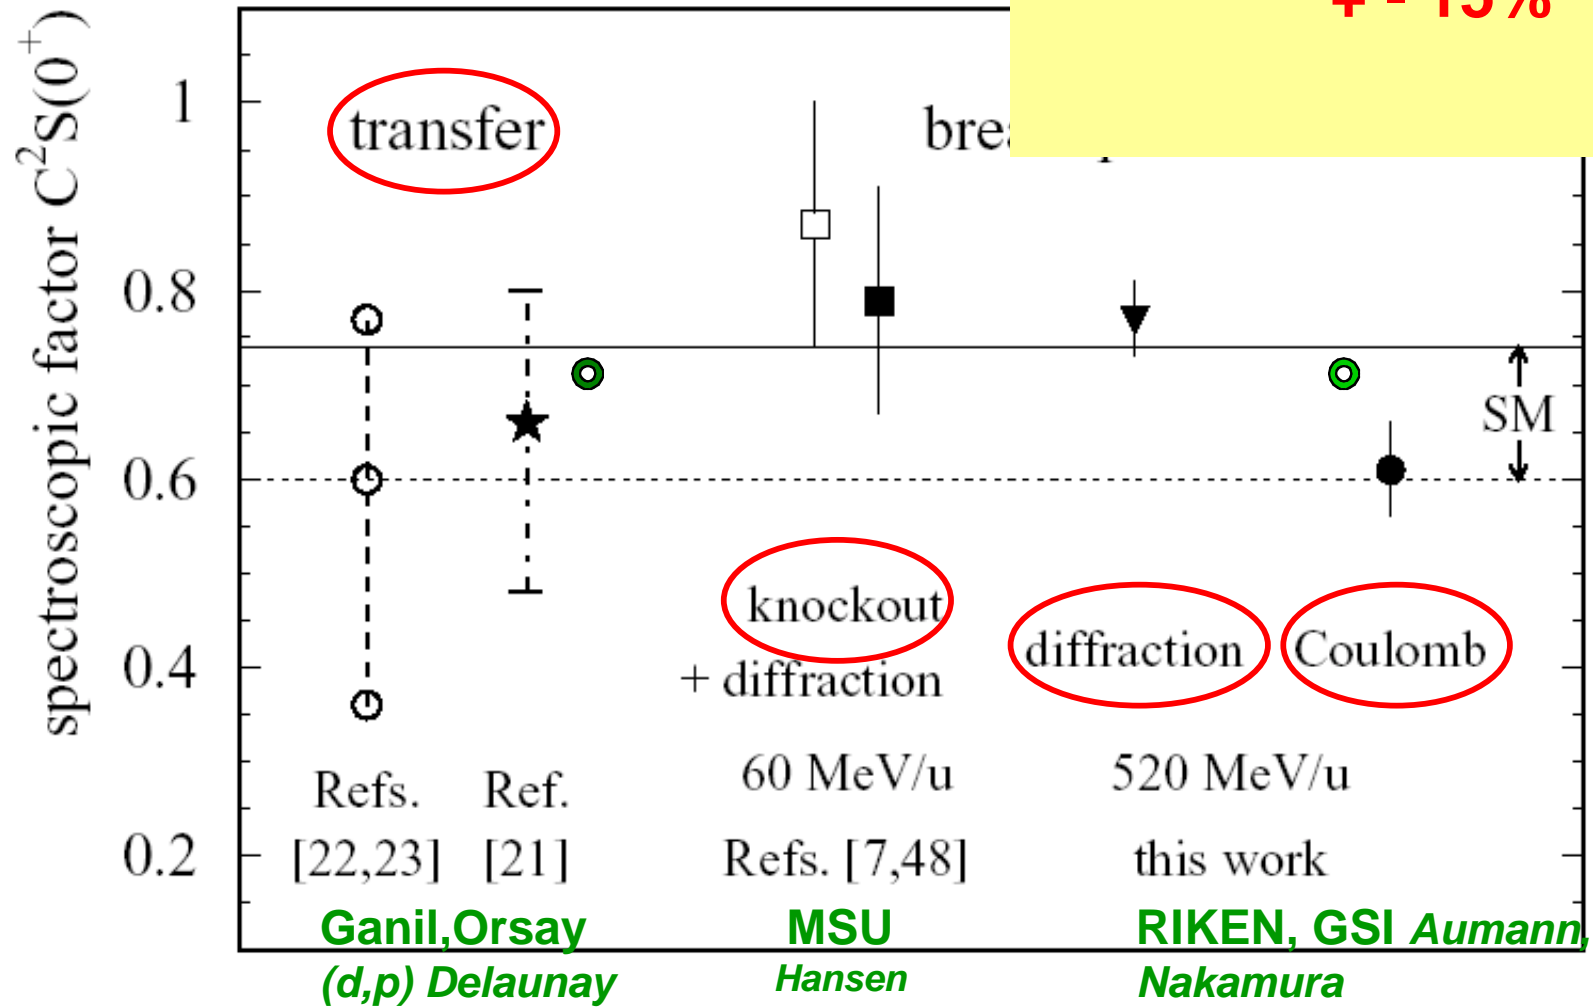 + - 15%
spectroscopic factor C²S(0⁺)
1
0.8
0.6
0.4
0.2
transfer
SM
knockout
+ diffraction
diffraction
Coulomb
60 MeV/u
520 MeV/u
Refs.
[22,23]
Ref.
[21]
Refs. [7,48]
this work
Ganil,Orsay
(d,p) Delaunay
MSU
Hansen
RIKEN, GSI Aumann,
Nakamura